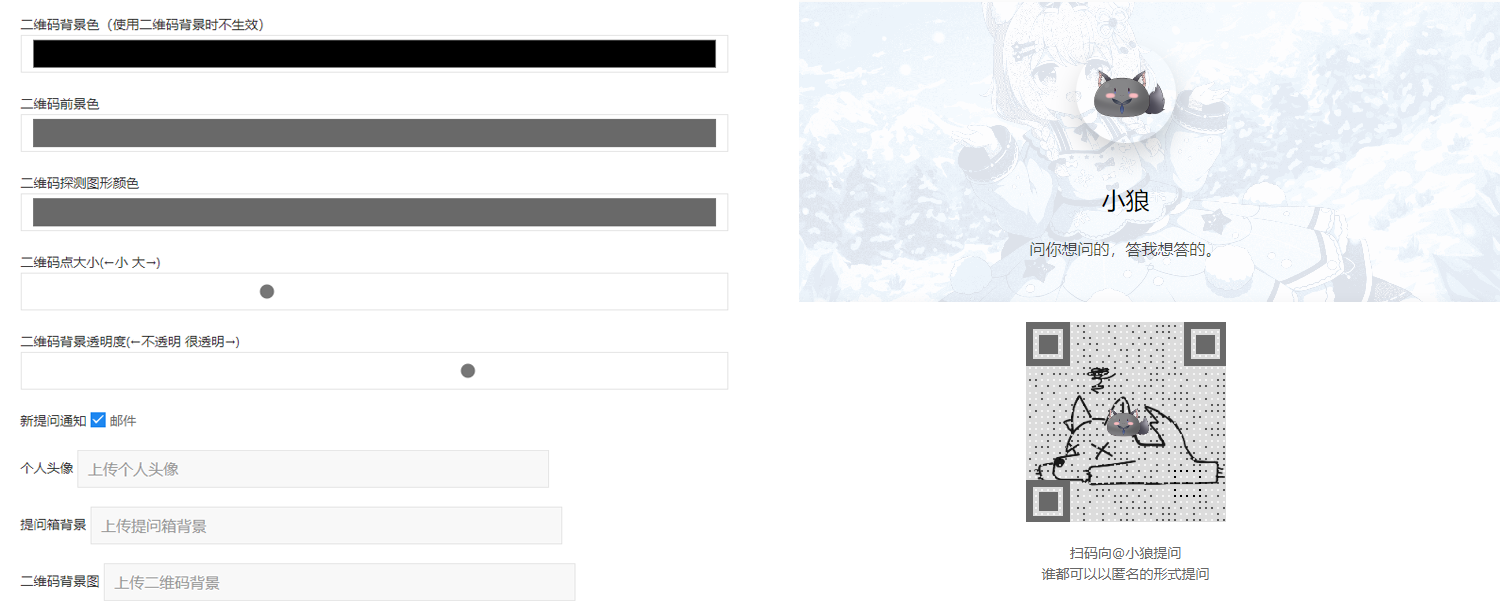 二维码背景色（使用二维码背景时不生效）
二维码前景色
二维码探测图形颜色
二维码点大小(←小 大→)
二维码背景透明度(←不透明 很透明→)
新提问通知 邮件
个人头像 上传个人头像
提问箱背景 上传提问箱背景
二维码背景图 上传二维码背景
小狼
问你想问的，答我想答的。
扫码向@小狼提问
谁都可以以匿名的形式提问